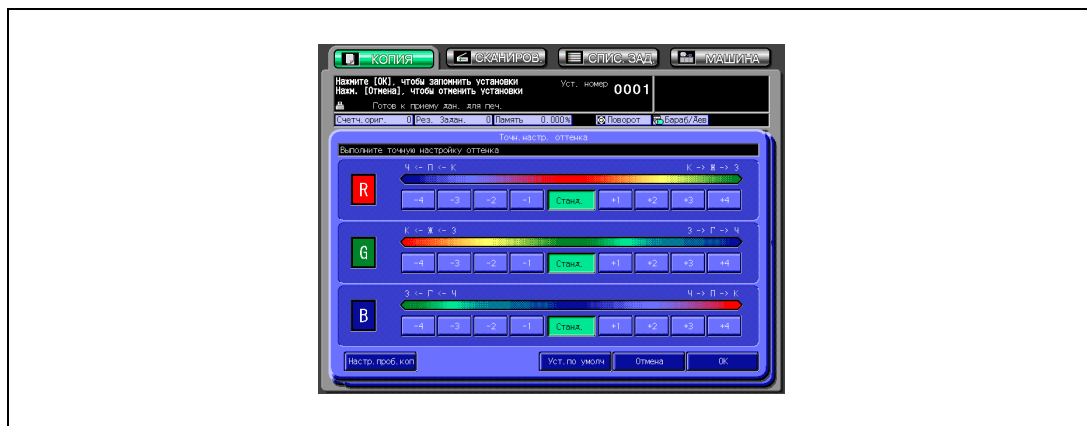 КОПИЯ СКАНИРОВ. СПИС. ЗАД. МАШИНА
Нажмите [OK], чтобы запомнить установки
Нажм. [Отмена], чтобы отменить установки
Уст. номер 0001
Готов к приему дан. для печ.
Счетч.ориг. 0 Рез. Задан. 0 Память 0.000% Поворот Бараб/Лев
Точн.настр. оттенка
Выполните точную настройку оттенка
Ч <- П <- К К -> Ж -> З
R
-4 -3 -2 -1 Станд. +1 +2 +3 +4
К <- Ж <- З З -> Г -> Ч
G
-4 -3 -2 -1 Станд. +1 +2 +3 +4
З <- Г <- Ч Ч -> П -> К
B
-4 -3 -2 -1 Станд. +1 +2 +3 +4
Настр.проб.коп Уст.по умолч Отмена OK